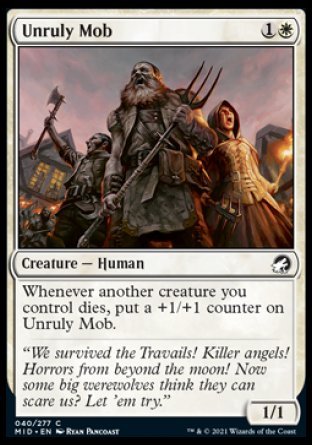 Unruly Mob 1
Creature — Human
Whenever another creature you
control dies, put a +1/+1 counter on
Unruly Mob.
"We survived the Travails! Killer angels!
Horrors from beyond the moon! Now
some big werewolves think they can
scare us? Let 'em try."
1/1
040/277 C
MID • EN Ryan Pancoast
™ & © 2021 Wizards of the Coast